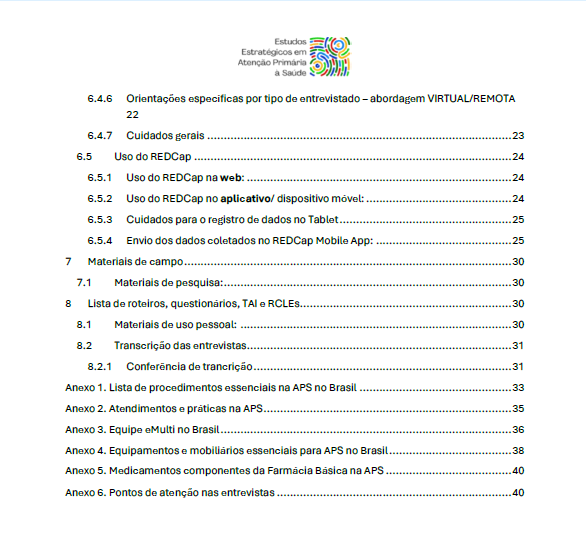 Estudos
Estratégicos em
Atenção Primária
à Saúde
6.4.6 Orientações específicas por tipo de entrevistado – abordagem VIRTUAL/REMOTA
22
6.4.7 Cuidados gerais ........ 23
6.5 Uso do REDCap ........ 24
6.5.1 Uso do REDCap na web: ........ 24
6.5.2 Uso do REDCap no aplicativo/ dispositivo móvel: ........ 24
6.5.3 Cuidados para o registro de dados no Tablet ........ 25
6.5.4 Envio dos dados coletados no REDCap Mobile App: ........ 25
7 Materiais de campo ........ 30
7.1 Materiais de pesquisa: ........ 30
8 Lista de roteiros, questionários, TAI e RCLEs ........ 30
8.1 Materiais de uso pessoal: ........ 30
8.2 Transcrição das entrevistas ........ 31
8.2.1 Conferência de trancrição ........ 31
Anexo 1. Lista de procedimentos essenciais na APS no Brasil ........ 33
Anexo 2. Atendimentos e práticas na APS ........ 35
Anexo 3. Equipe eMulti no Brasil ........ 36
Anexo 4. Equipamentos e mobiliários essenciais para APS no Brasil ........ 38
Anexo 5. Medicamentos componentes da Farmácia Básica na APS ........ 40
Anexo 6. Pontos de atenção nas entrevistas ........ 40